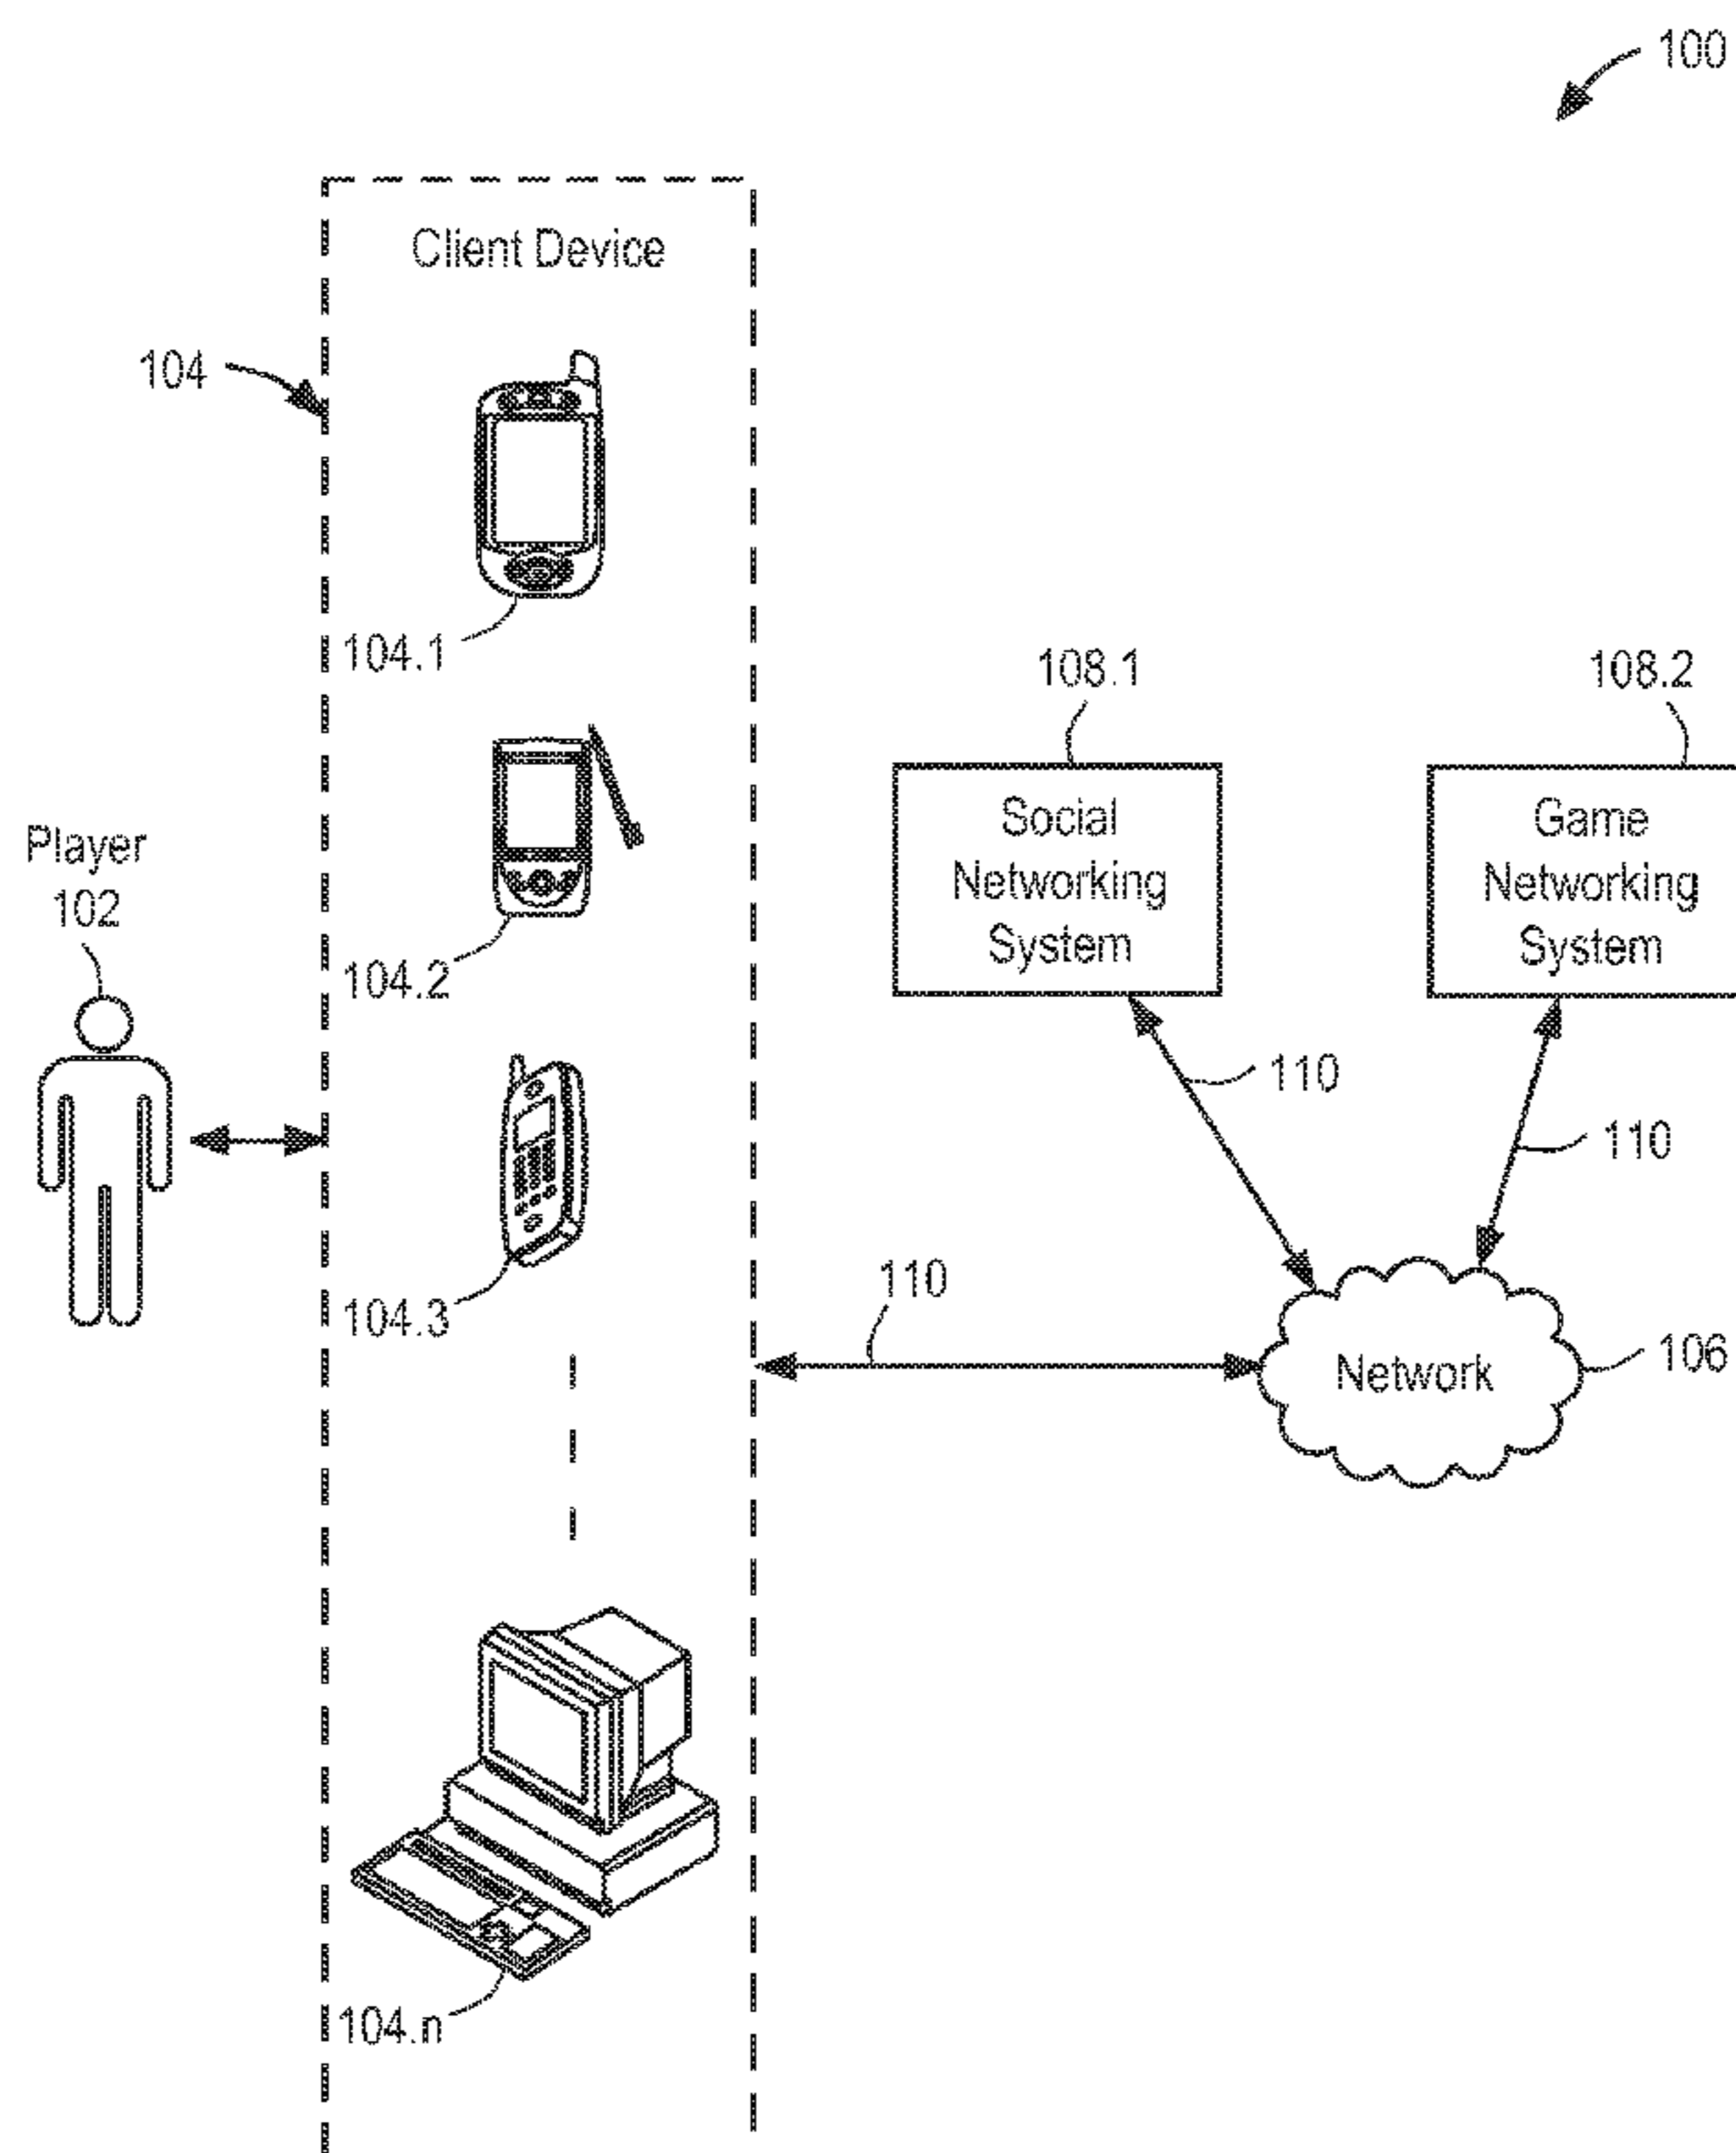 100
Client Device
104
104.1
108.1
108.2
Social
Networking
System
Game
Networking
System
Player
102
104.2
110
110
104.3
110
Network
106
104.n